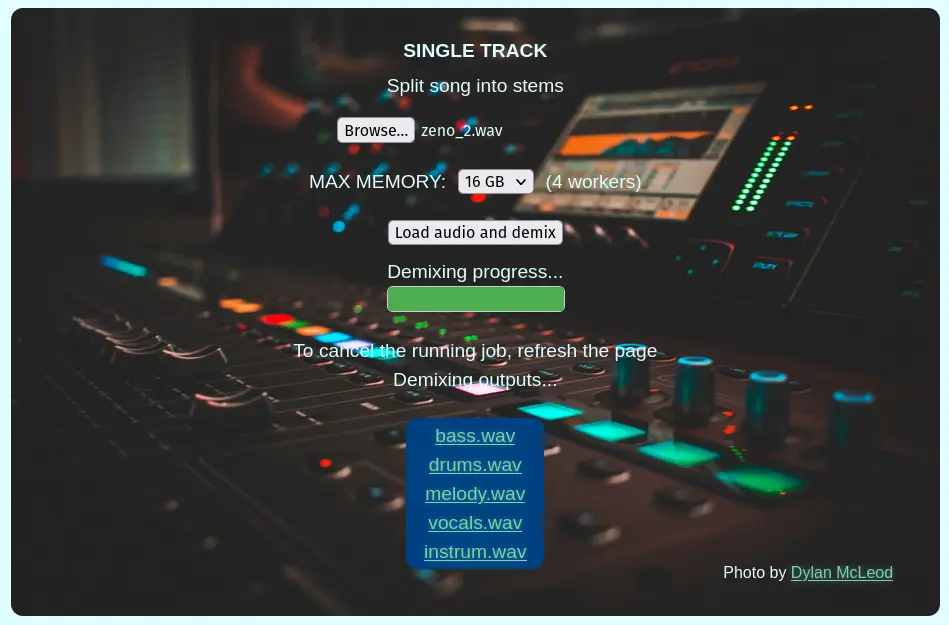 SINGLE TRACK
Split song into stems
Browse... zeno_2.wav
MAX MEMORY: 16 GB (4 workers)
Load audio and demix
Demixing progress...
To cancel the running job, refresh the page
Demixing outputs...
bass.wav
drums.wav
melody.wav
vocals.wav
instrum.wav
Photo by Dylan McLeod